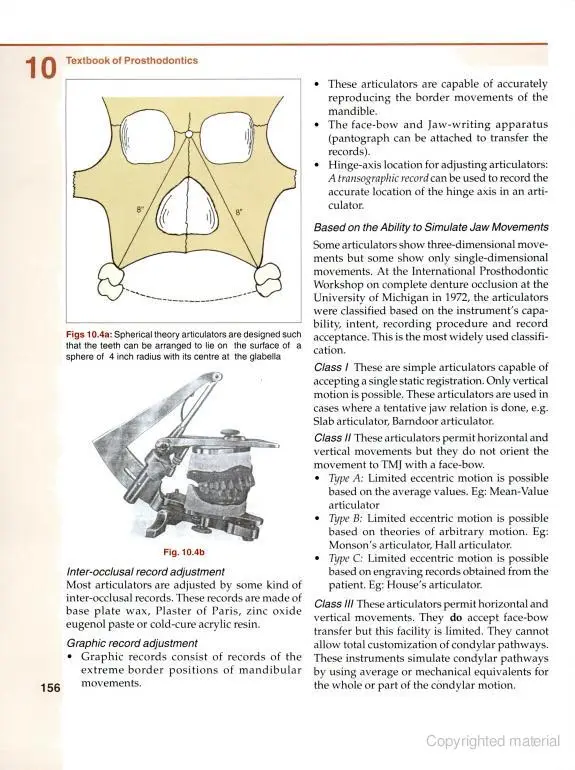 10
Textbook of Prosthodontics
8"
8"
Figs 10.4a: Spherical theory articulators are designed such
that the teeth can be arranged to lie on the surface of a
sphere of 4 inch radius with its centre at the glabella
Fig. 10.4b
Inter-occlusal record adjustment
Most articulators are adjusted by some kind of
inter-occlusal records. These records are made of
base plate wax, Plaster of Paris, zinc oxide
eugenol paste or cold-cure acrylic resin.
Graphic record adjustment
• Graphic records consist of records of the
extreme border positions of mandibular
movements.
156
• These articulators are capable of accurately
reproducing the border movements of the
mandible.
• The face-bow and Jaw-writing apparatus
(pantograph can be attached to transfer the
records).
• Hinge-axis location for adjusting articulators:
A transographic record can be used to record the
accurate location of the hinge axis in an arti-
culator.
Based on the Ability to Simulate Jaw Movements
Some articulators show three-dimensional move-
ments but some show only single-dimensional
movements. At the International Prosthodontic
Workshop on complete denture occlusion at the
University of Michigan in 1972, the articulators
were classified based on the instrument's capa-
bility, intent, recording procedure and record
acceptance. This is the most widely used classifi-
cation.
Class I These are simple articulators capable of
accepting a single static registration. Only vertical
motion is possible. These articulators are used in
cases where a tentative jaw relation is done, e.g.
Slab articulator, Barndoor articulator.
Class II These articulators permit horizontal and
vertical movements but they do not orient the
movement to TMJ with a face-bow.
• Type A: Limited eccentric motion is possible
based on the average values. Eg: Mean-Value
articulator
• Type B: Limited eccentric motion is possible
based on theories of arbitrary motion. Eg:
Monson's articulator, Hall articulator.
• Type C: Limited eccentric motion is possible
based on engraving records obtained from the
patient. Eg: House's articulator.
Class III These articulators permit horizontal and
vertical movements. They do accept face-bow
transfer but this facility is limited. They cannot
allow total customization of condylar pathways.
These instruments simulate condylar pathways
by using average or mechanical equivalents for
the whole or part of the condylar motion.
Copyrighted material